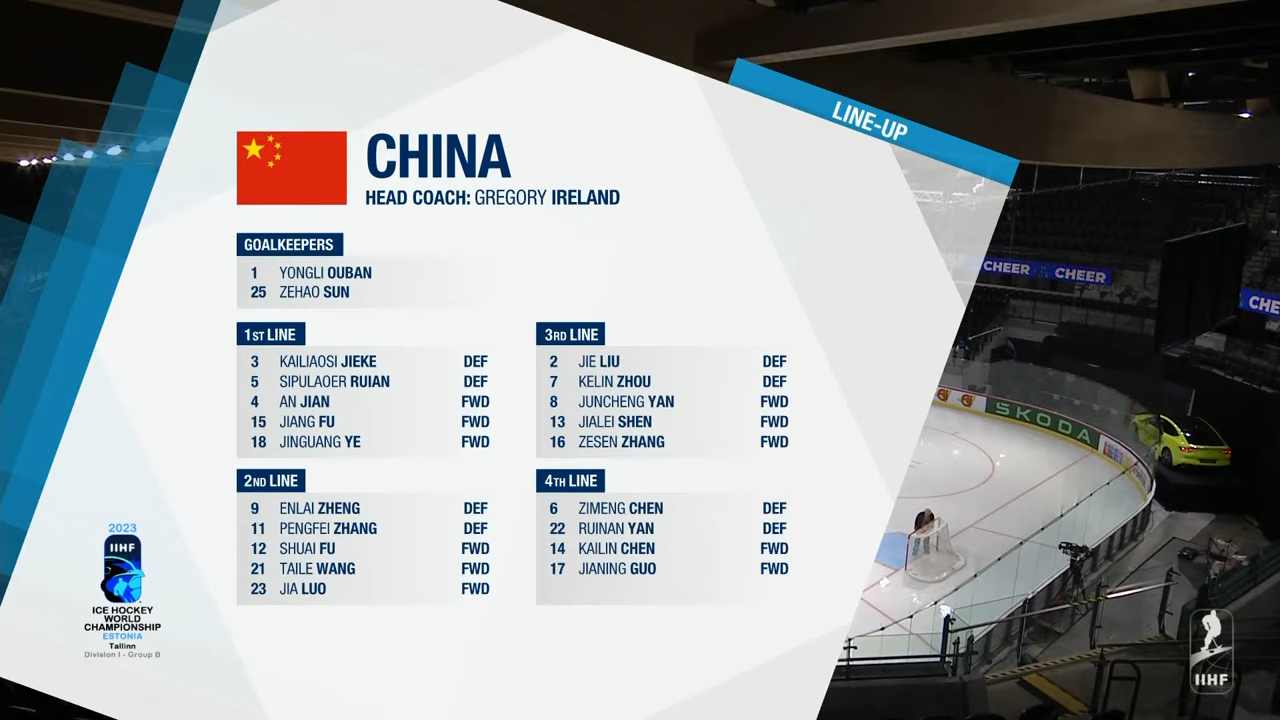 LINE-UP
CHINA
HEAD COACH: GREGORY IRELAND
GOALKEEPERS
1 YONGLI OUBAN
25 ZEHAO SUN
1ST LINE
3 KAILIAOSI JIEKE DEF
5 SIPULAOER RUIAN DEF
4 AN JIAN FWD
15 JIANG FU FWD
18 JINGUANG YE FWD
2ND LINE
9 ENLAI ZHENG DEF
11 PENGFEI ZHANG DEF
12 SHUAI FU FWD
21 TAILE WANG FWD
23 JIA LUO FWD
3RD LINE
2 JIE LIU DEF
7 KELIN ZHOU DEF
8 JUNCHENG YAN FWD
13 JIALEI SHEN FWD
16 ZESEN ZHANG FWD
4TH LINE
6 ZIMENG CHEN DEF
22 RUINAN YAN DEF
14 KAILIN CHEN FWD
17 JIANING GUO FWD
2023
IIHF
ICE HOCKEY
WORLD
CHAMPIONSHIP
ESTONIA
Tallinn
Division I - Group B
CHEER CHEER
CHE
ŠKODA
IIHF